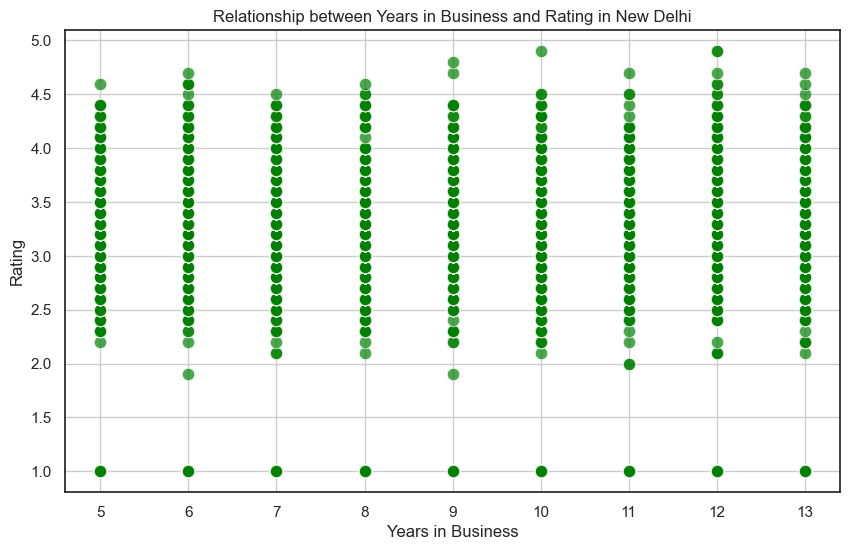 Relationship between Years in Business and Rating in New Delhi
Rating
5.0
4.5
4.0
3.5
3.0
2.5
2.0
1.5
1.0
5 6 7 8 9 10 11 12 13
Years in Business